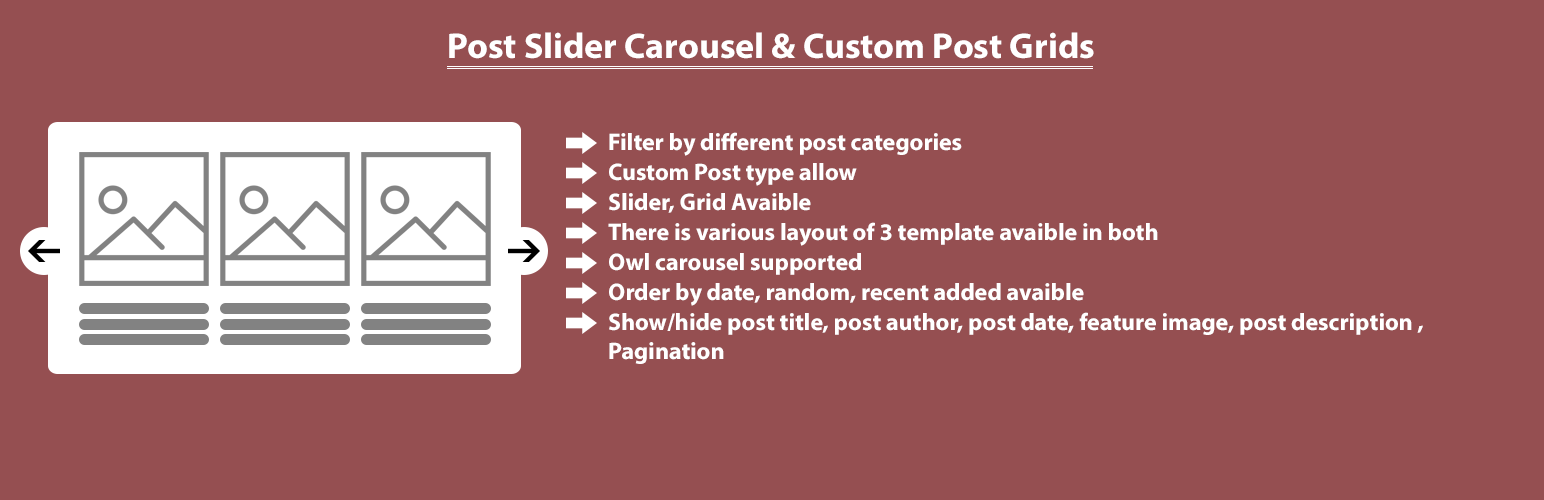 Post Slider Carousel & Custom Post Grids
Filter by different post categories
Custom Post type allow
Slider, Grid Avaible
There is various layout of 3 template avaible in both
Owl carousel supported
Order by date, random, recent added avaible
Show/hide post title, post author, post date, feature image, post description ,
Pagination